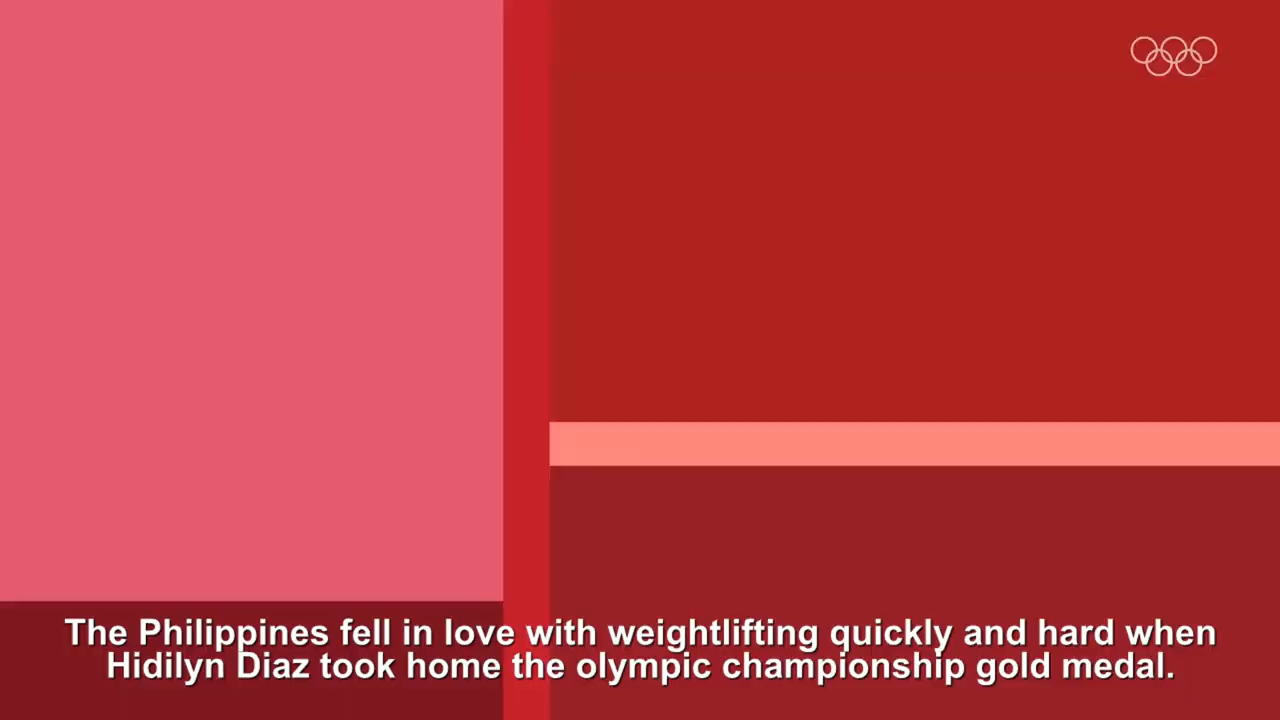 The Philippines fell in love with weightlifting quickly and hard when
Hidilyn Diaz took home the olympic championship gold medal.